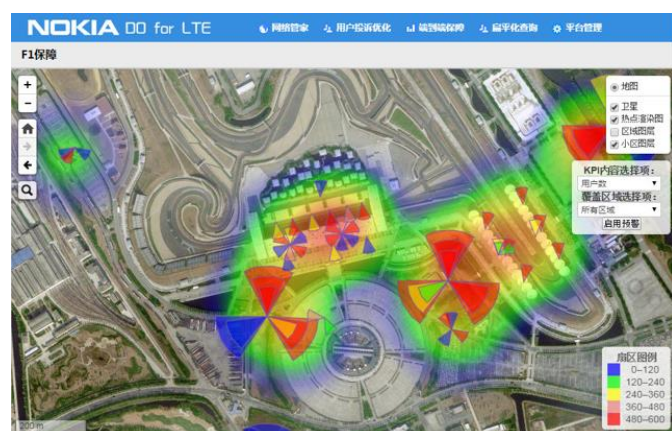 NOKIA DO for LTE
网络管家
用户投诉优化
端到端保障
扁平化查询
平台管理
F1保障
+
-
地图
卫星
热点渲染图
区域图层
小区图层
KPI内容选择项：
用户数
覆盖区域选择项：
所有区域
启用预警
扇区图例
0-120
120-240
240-360
360-480
480-600
200 m